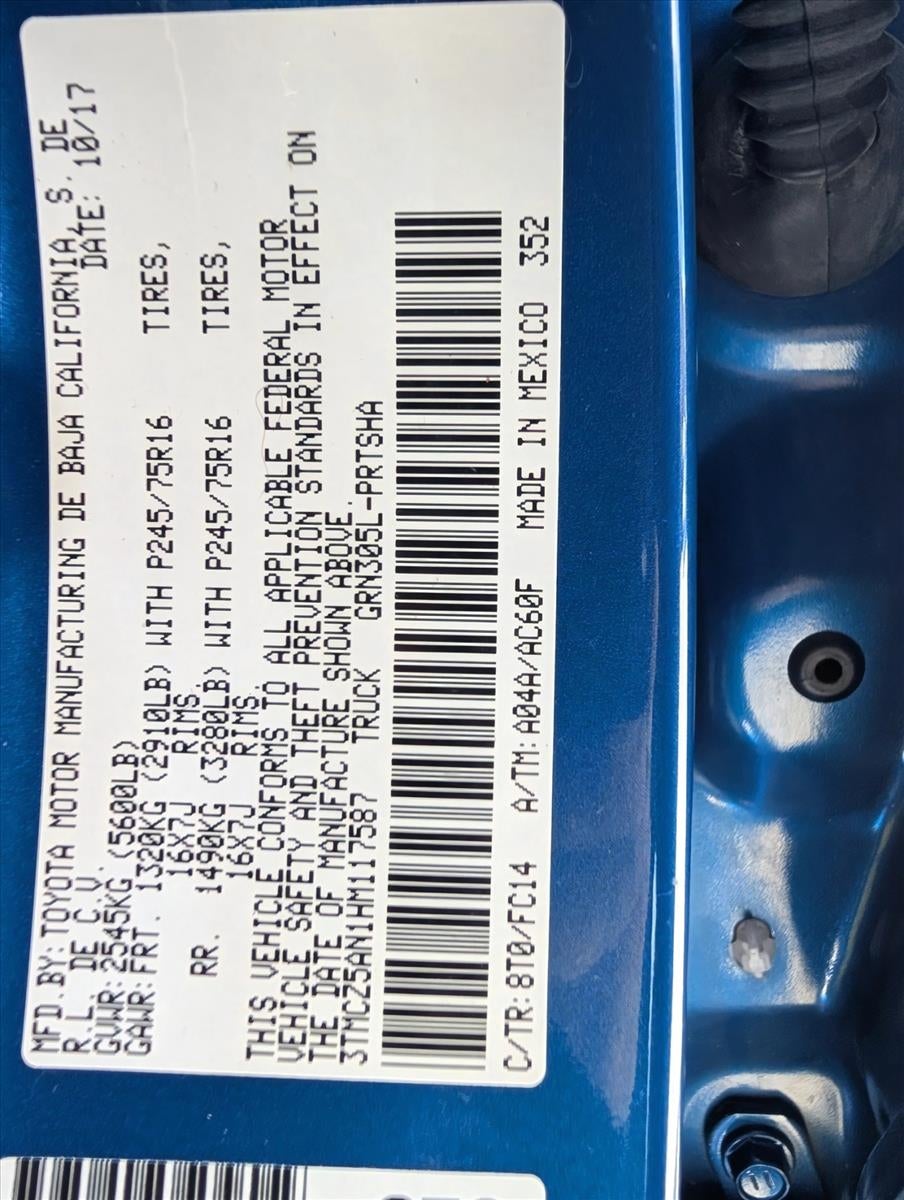 MFD.BY:TOYOTA MOTOR MANUFACTURING DE BAJA CALIFORNIA, S. DE
R.L. DE C.V. DATE: 10/17
GVWR:2545KG (5600LB)
GAWR:FRT. 1320KG (2910LB) WITH P245/75R16 TIRES,
16X7J RIMS.
RR. 1490KG (3280LB) WITH P245/75R16 TIRES,
16X7J RIMS.
THIS VEHICLE CONFORMS TO ALL APPLICABLE FEDERAL MOTOR
VEHICLE SAFETY AND THEFT PREVENTION STANDARDS IN EFFECT ON
THE DATE OF MANUFACTURE SHOWN ABOVE.
3TMCZ5AN1HM117587 TRUCK GRN305L-PRTSHA
C/TR:8T0/FC14 A/TM:A04A/AC60F MADE IN MEXICO 352